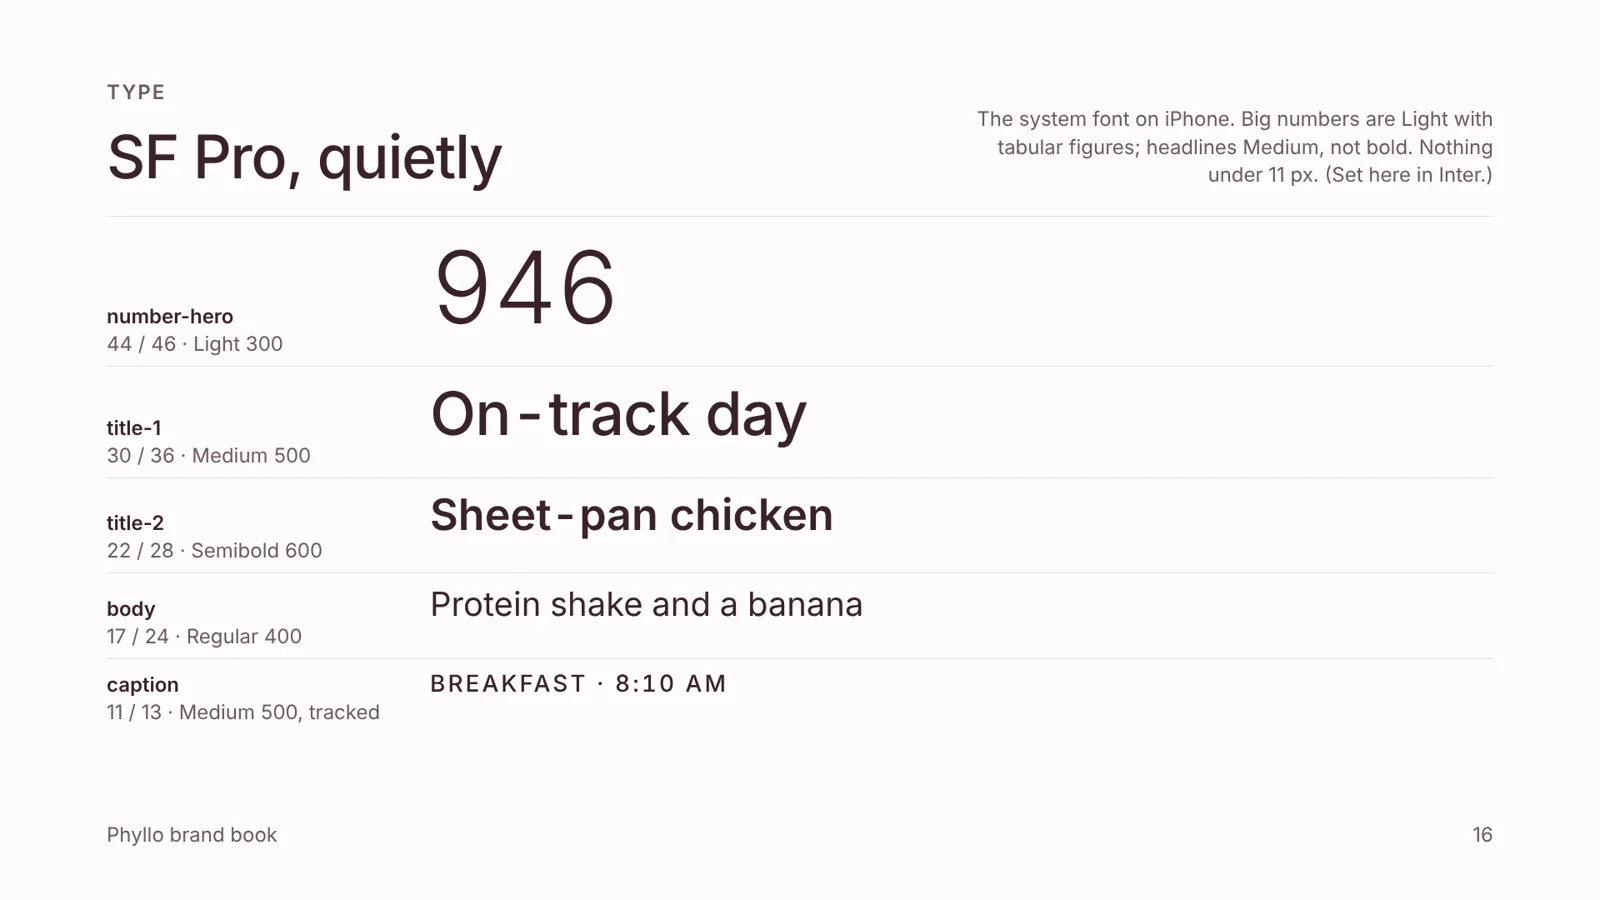 TYPE
SF Pro, quietly
The system font on iPhone. Big numbers are Light with
tabular figures; headlines Medium, not bold. Nothing
under 11 px. (Set here in Inter.)
number-hero
44 / 46 · Light 300
946
title-1
30 / 36 · Medium 500
On-track day
title-2
22 / 28 · Semibold 600
Sheet-pan chicken
body
17 / 24 · Regular 400
Protein shake and a banana
caption
11 / 13 · Medium 500, tracked
BREAKFAST · 8:10 AM
Phyllo brand book
16